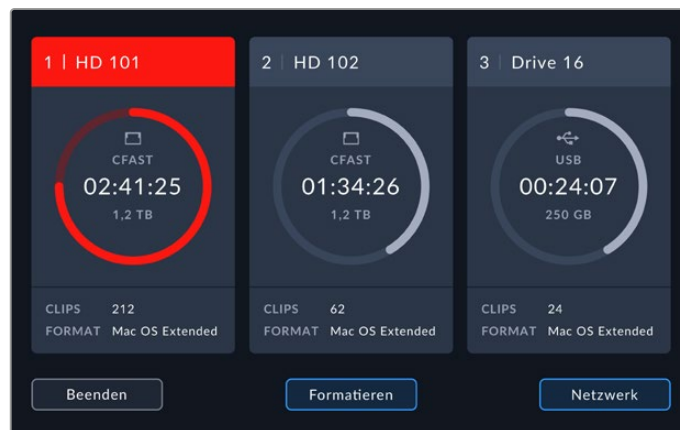 1 | HD 101
CFAST
02:41:25
1,2 TB
CLIPS 212
FORMAT Mac OS Extended
2 | HD 102
CFAST
01:34:26
1,2 TB
CLIPS 62
FORMAT Mac OS Extended
3 | Drive 16
USB
00:24:07
250 GB
CLIPS 24
FORMAT Mac OS Extended
Beenden
Formatieren
Netzwerk